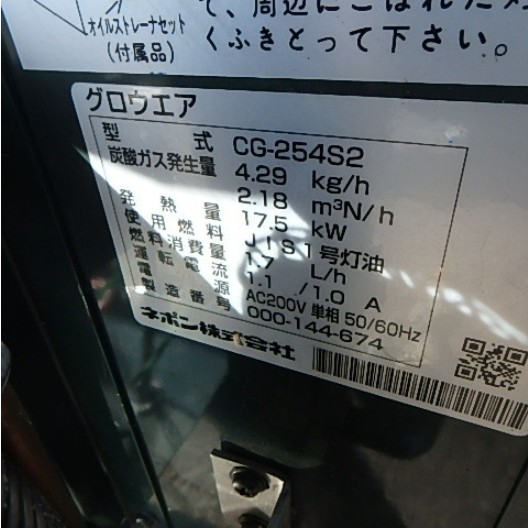 て、周辺にこぼれた
くふきとって下さい。
オイルストレーナセット
(付属品)
グロウエア
型 式 CG-254S2
炭酸ガス発生量 4.29 kg/h
2.18 m³N/h
発熱量 17.5 kW
使用燃料 JIS1号灯油
燃料消費量 1.7 L/h
運転電流 1.1 /1.0 A
電源 AC200V 単相 50/60Hz
製造番号 000-144-674
ネポン株式会社